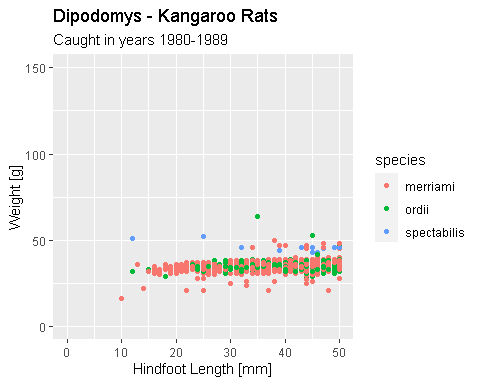 Dipodomys - Kangaroo Rats
Caught in years 1980-1989
150
100
50
0
Weight [g]
0 10 20 30 40 50
Hindfoot Length [mm]
species
merriami
ordii
spectabilis